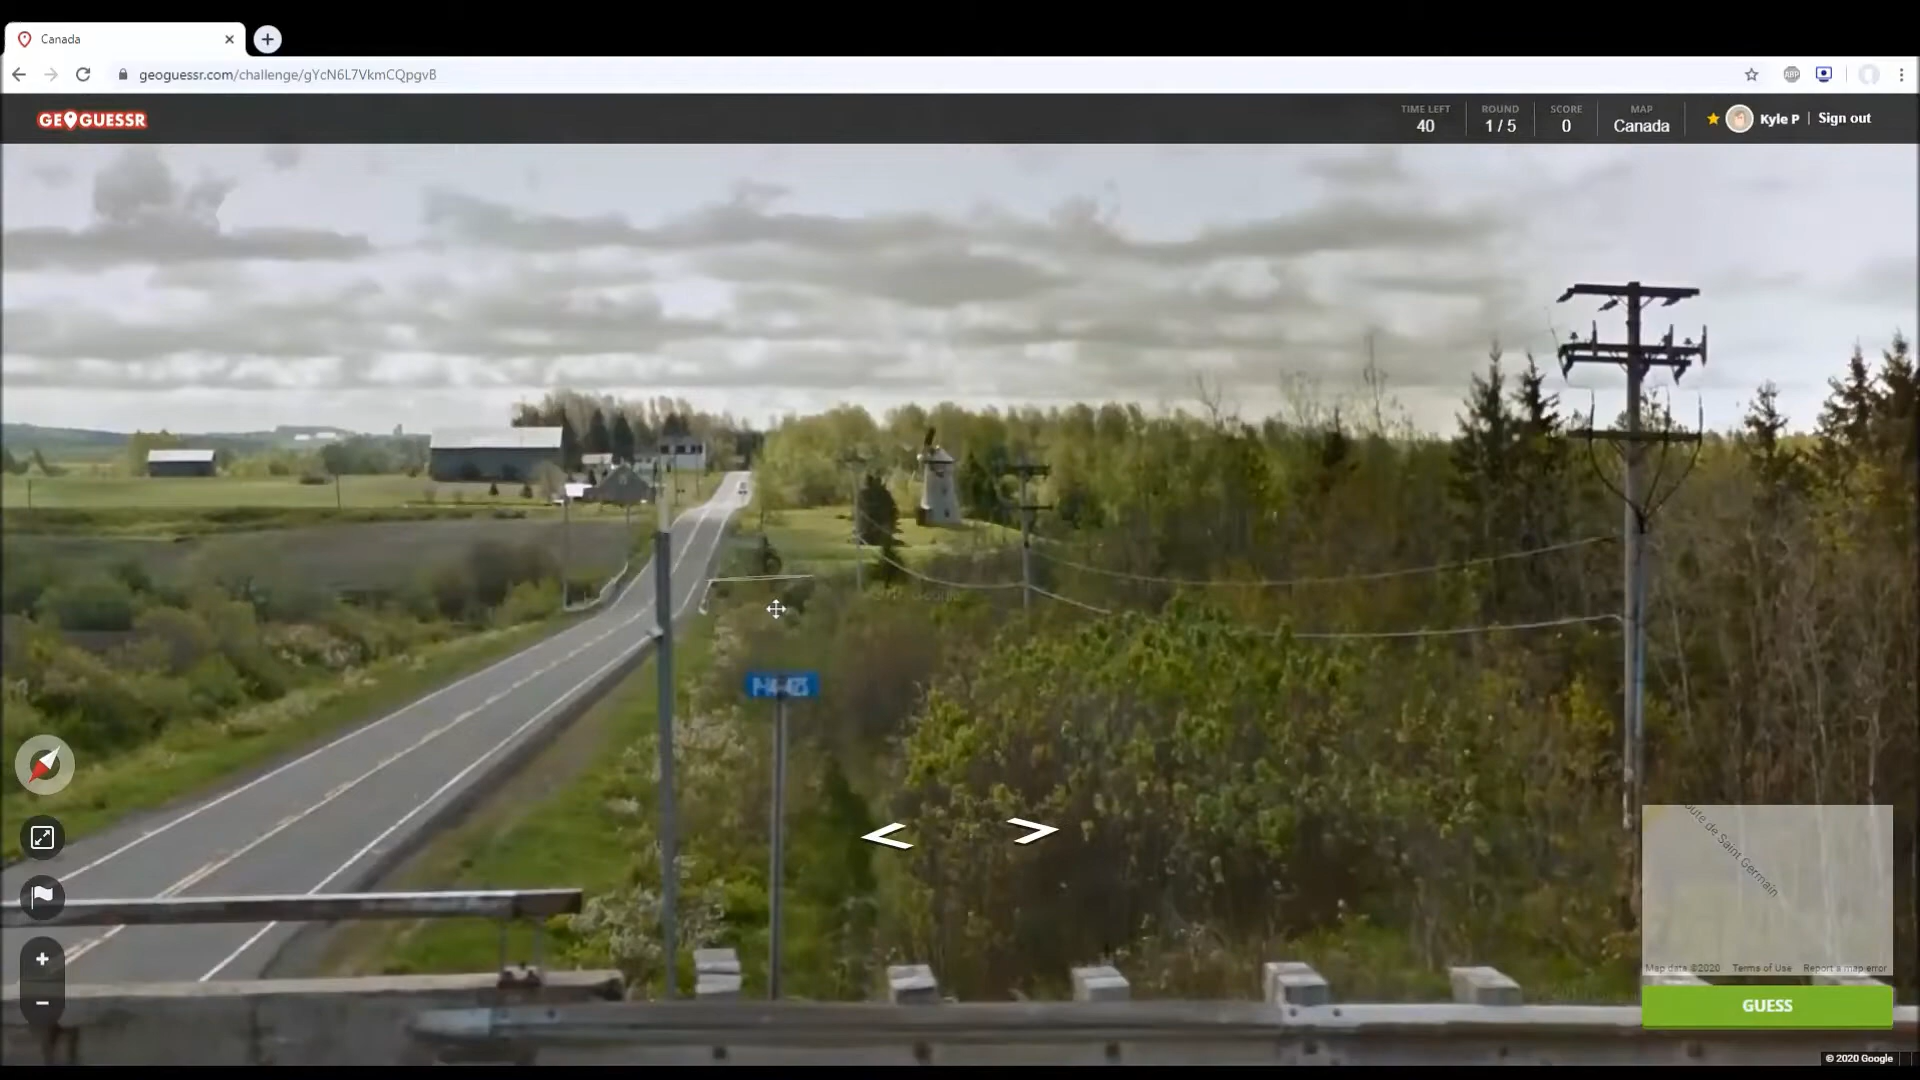 Canada
geoguessr.com/challenge/gYcN6L7VkmCQpgvB
ABP
GEOGUESSR
TIME LEFT
40
ROUND
1 / 5
SCORE
0
MAP
Canada
Kyle P
Sign out
oute de Saint Germain
Map data ©2020 Terms of Use Report a map error
GUESS
© 2020 Google